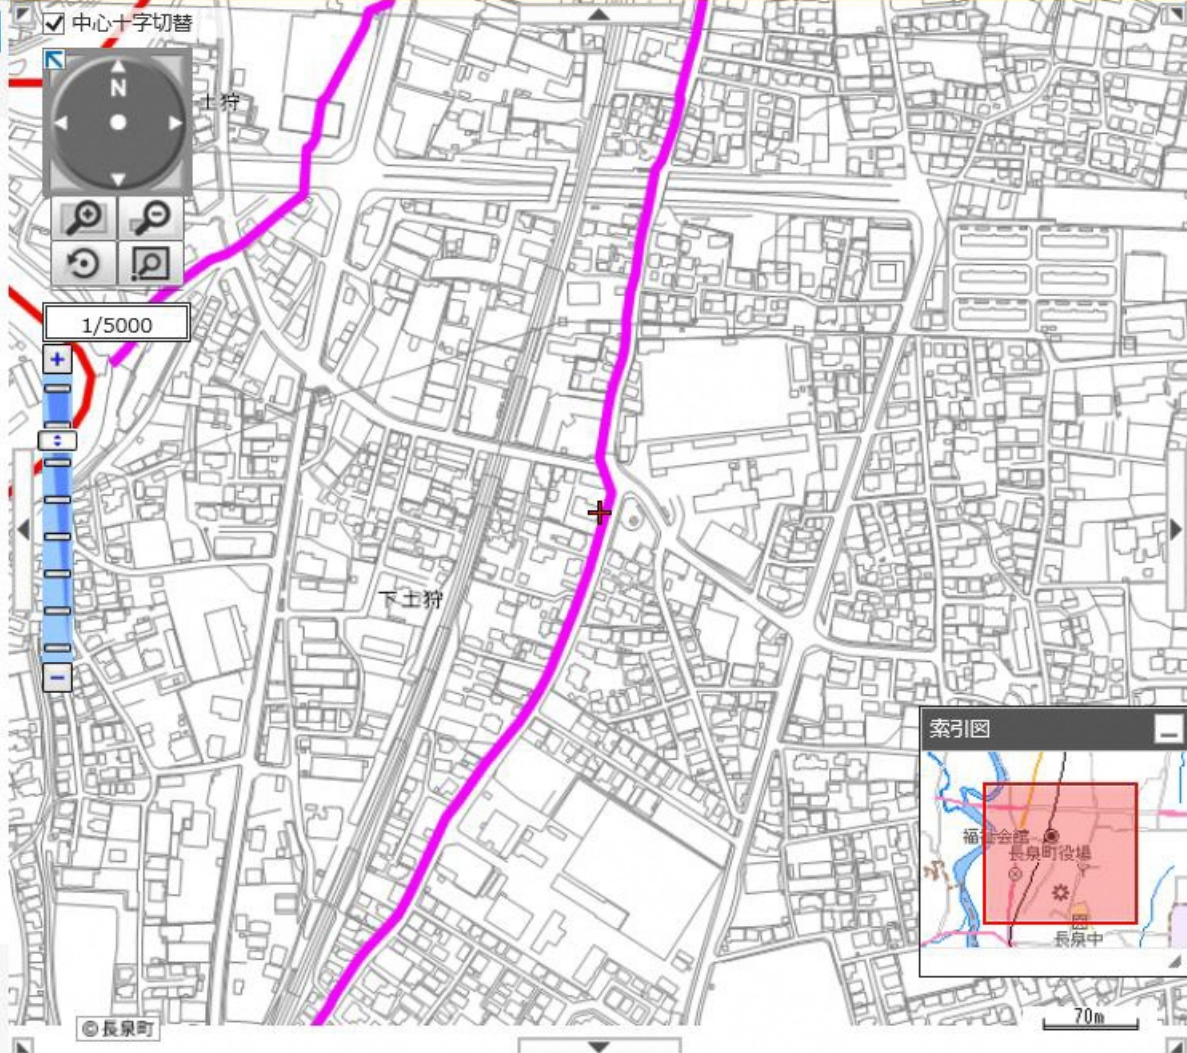 中心十字切替
N
上土狩
1/5000
+
下土狩
−
索引図
福祉会館
長泉町役場
長泉中
©長泉町
70m